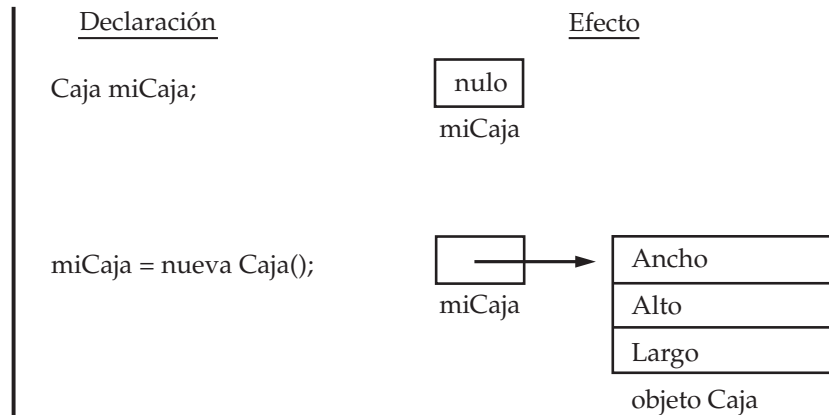 Declaración Efecto
Caja miCaja; nulo
miCaja
miCaja = nueva Caja(); Ancho
miCaja Alto
Largo
objeto Caja